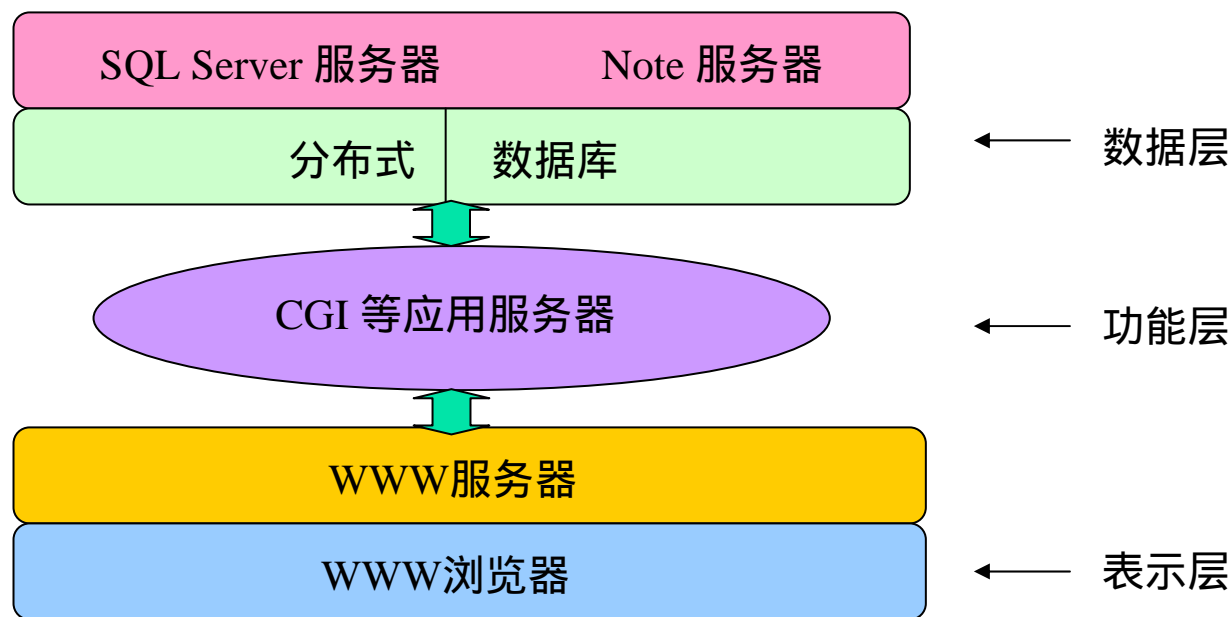 SQL Server 服务器 Note 服务器
分布式 数据库
数据层
CGI 等应用服务器
功能层
WWW服务器
WWW浏览器
表示层